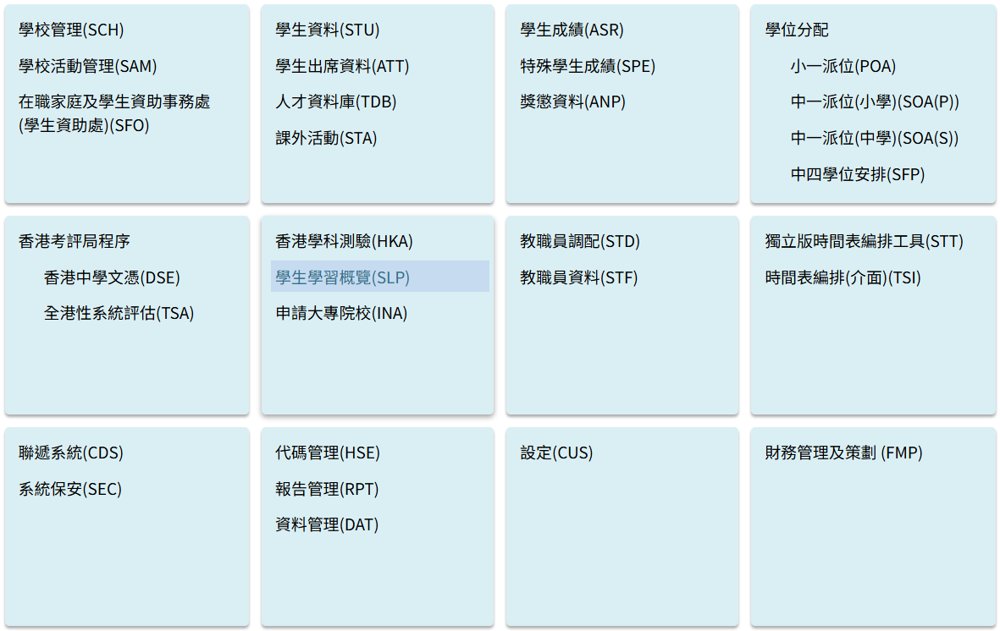 學校管理(SCH)
學校活動管理(SAM)
在職家庭及學生資助事務處
(學生資助處)(SFO)
學生資料(STU)
學生出席資料(ATT)
人才資料庫(TDB)
課外活動(STA)
學生成績(ASR)
特殊學生成績(SPE)
獎懲資料(ANP)
學位分配
小一派位(POA)
中一派位(小學)(SOA(P))
中一派位(中學)(SOA(S))
中四學位安排(SFP)
香港考評局程序
香港中學文憑(DSE)
全港性系統評估(TSA)
香港學科測驗(HKA)
學生學習概覽(SLP)
申請大專院校(INA)
教職員調配(STD)
教職員資料(STF)
獨立版時間表編排工具(STT)
時間表編排(介面)(TSI)
聯遞系統(CDS)
系統保安(SEC)
代碼管理(HSE)
報告管理(RPT)
資料管理(DAT)
設定(CUS)
財務管理及策劃 (FMP)